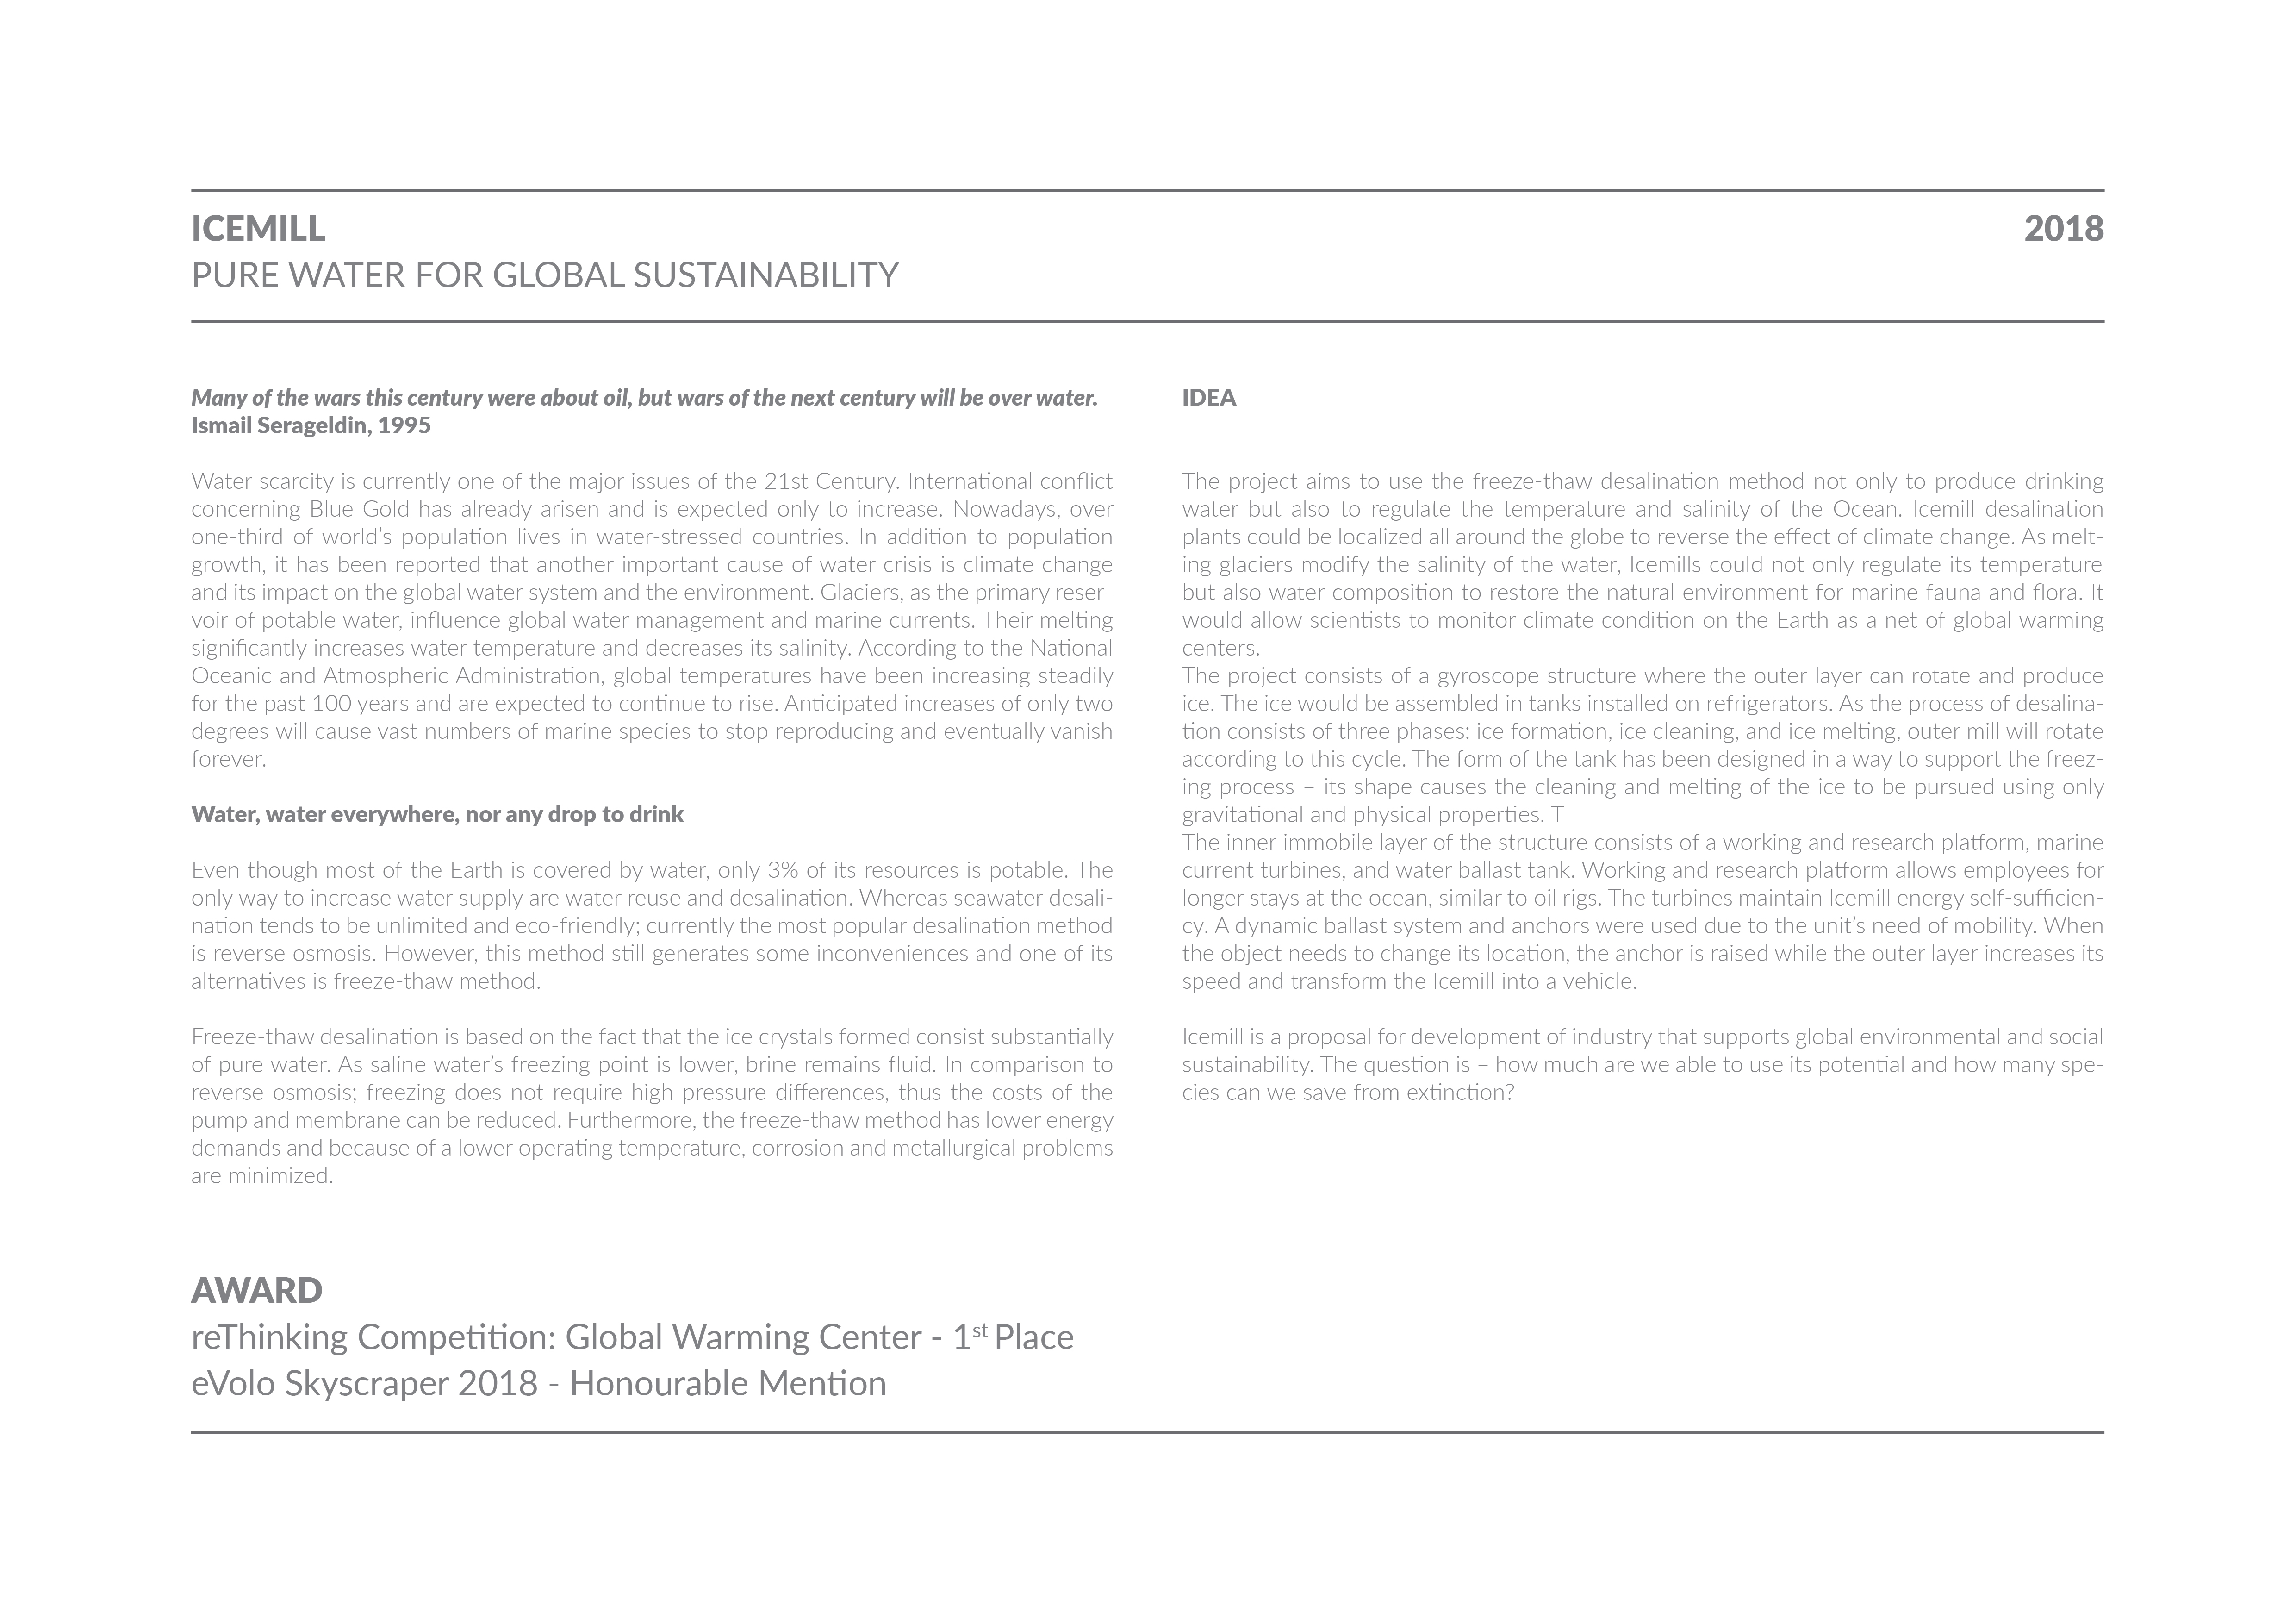 ICEMILL
2018
PURE WATER FOR GLOBAL SUSTAINABILITY
Many of the wars this century were about oil, but wars of the next century will be over water.
Ismail Serageldin, 1995
Water scarcity is currently one of the major issues of the 21st Century. International conflict
concerning Blue Gold has already arisen and is expected only to increase. Nowadays, over
one-third of world's population lives in water-stressed countries. In addition to population
growth, it has been reported that another important cause of water crisis is climate change
and its impact on the global water system and the environment. Glaciers, as the primary reser-
voir of potable water, influence global water management and marine currents. Their melting
significantly increases water temperature and decreases its salinity. According to the National
Oceanic and Atmospheric Administration, global temperatures have been increasing steadily
for the past 100 years and are expected to continue to rise. Anticipated increases of only two
degrees will cause vast numbers of marine species to stop reproducing and eventually vanish
forever.
Water, water everywhere, nor any drop to drink
Even though most of the Earth is covered by water, only 3% of its resources is potable. The
only way to increase water supply are water reuse and desalination. Whereas seawater desali-
nation tends to be unlimited and eco-friendly; currently the most popular desalination method
is reverse osmosis. However, this method still generates some inconveniences and one of its
alternatives is freeze-thaw method.
Freeze-thaw desalination is based on the fact that the ice crystals formed consist substantially
of pure water. As saline water's freezing point is lower, brine remains fluid. In comparison to
reverse osmosis; freezing does not require high pressure differences, thus the costs of the
pump and membrane can be reduced. Furthermore, the freeze-thaw method has lower energy
demands and because of a lower operating temperature, corrosion and metallurgical problems
are minimized.
IDEA
The project aims to use the freeze-thaw desalination method not only to produce drinking
water but also to regulate the temperature and salinity of the Ocean. Icemill desalination
plants could be localized all around the globe to reverse the effect of climate change. As melt-
ing glaciers modify the salinity of the water, Icemills could not only regulate its temperature
but also water composition to restore the natural environment for marine fauna and flora. It
would allow scientists to monitor climate condition on the Earth as a net of global warming
centers.
The project consists of a gyroscope structure where the outer layer can rotate and produce
ice. The ice would be assembled in tanks installed on refrigerators. As the process of desalina-
tion consists of three phases: ice formation, ice cleaning, and ice melting, outer mill will rotate
according to this cycle. The form of the tank has been designed in a way to support the freez-
ing process – its shape causes the cleaning and melting of the ice to be pursued using only
gravitational and physical properties. T
The inner immobile layer of the structure consists of a working and research platform, marine
current turbines, and water ballast tank. Working and research platform allows employees for
longer stays at the ocean, similar to oil rigs. The turbines maintain Icemill energy self-sufficien-
cy. A dynamic ballast system and anchors were used due to the unit's need of mobility. When
the object needs to change its location, the anchor is raised while the outer layer increases its
speed and transform the Icemill into a vehicle.
Icemill is a proposal for development of industry that supports global environmental and social
sustainability. The question is – how much are we able to use its potential and how many spe-
cies can we save from extinction?
AWARD
reThinking Competition: Global Warming Center - 1st Place
eVolo Skyscraper 2018 - Honourable Mention